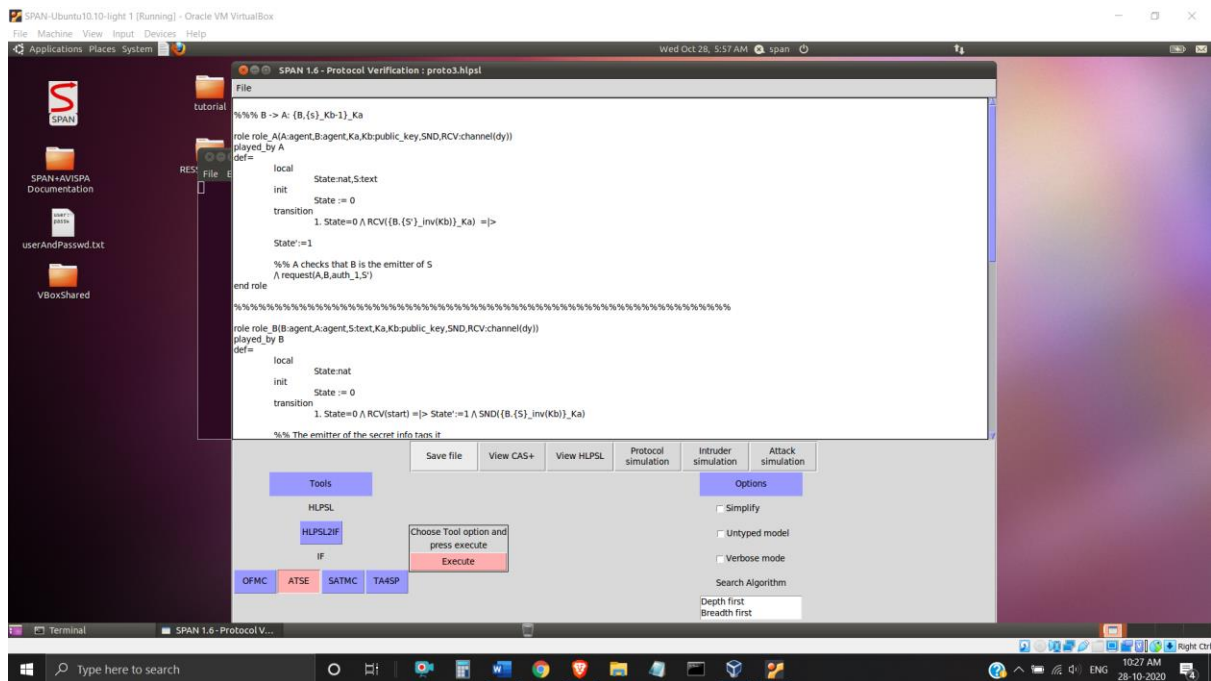 SPAN-Ubuntu10.10-light 1 [Running] - Oracle VM VirtualBox
File Machine View Input Devices Help
Applications Places System
Wed Oct 28, 5:57 AM
span
SPAN 1.6 - Protocol Verification : proto3.hlpsl
File
S
SPAN
tutorial
SPAN+AVISPA
Documentation
RES
File E
userAndPasswd.txt
VBoxShared
%%% B -> A: {B,{s}_Kb-1}_Ka
role role_A(A:agent,B:agent,Ka,Kb:public_key,SND,RCV:channel(dy))
played_by A
def=
local
State:nat,S:text
init
State := 0
transition
1. State=0 /\ RCV({B.{S'}_inv(Kb)}_Ka) =|>
State':=1
%% A checks that B is the emitter of S
/\ request(A,B,auth_1,S')
end role
%%%%%%%%%%%%%%%%%%%%%%%%%%%%%%%%%%%%%%%%%%%%%%%%%%%%%%%%%%%%%
role role_B(B:agent,A:agent,S:text,Ka,Kb:public_key,SND,RCV:channel(dy))
played_by B
def=
local
State:nat
init
State := 0
transition
1. State=0 /\ RCV(start) =|> State':=1 /\ SND({B.{S}_inv(Kb)}_Ka)
%% The emitter of the secret info tags it
Save file
View CAS+
View HLPSL
Protocol
simulation
Intruder
simulation
Attack
simulation
Tools
HLPSL
HLPSL2IF
IF
OFMC
ATSE
SATMC
TA4SP
Choose Tool option and
press execute
Execute
Options
Simplify
Untyped model
Verbose mode
Search Algorithm
Depth first
Breadth first
Terminal
SPAN 1.6 - Protocol V...
Right Ctrl
Type here to search
ENG
10:27 AM
28-10-2020